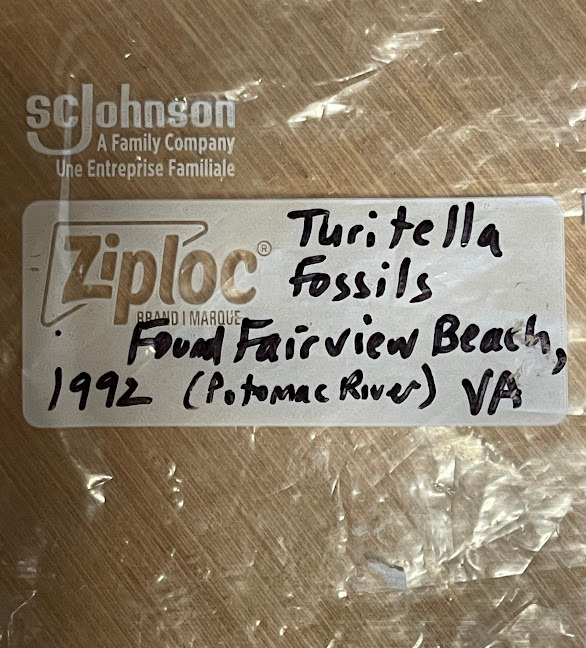 SC Johnson
A Family Company
Une Entreprise Familiale
Ziploc®
BRAND | MARQUE
Turitella
Fossils
Found Fairview Beach,
1992 (Potomac River) VA